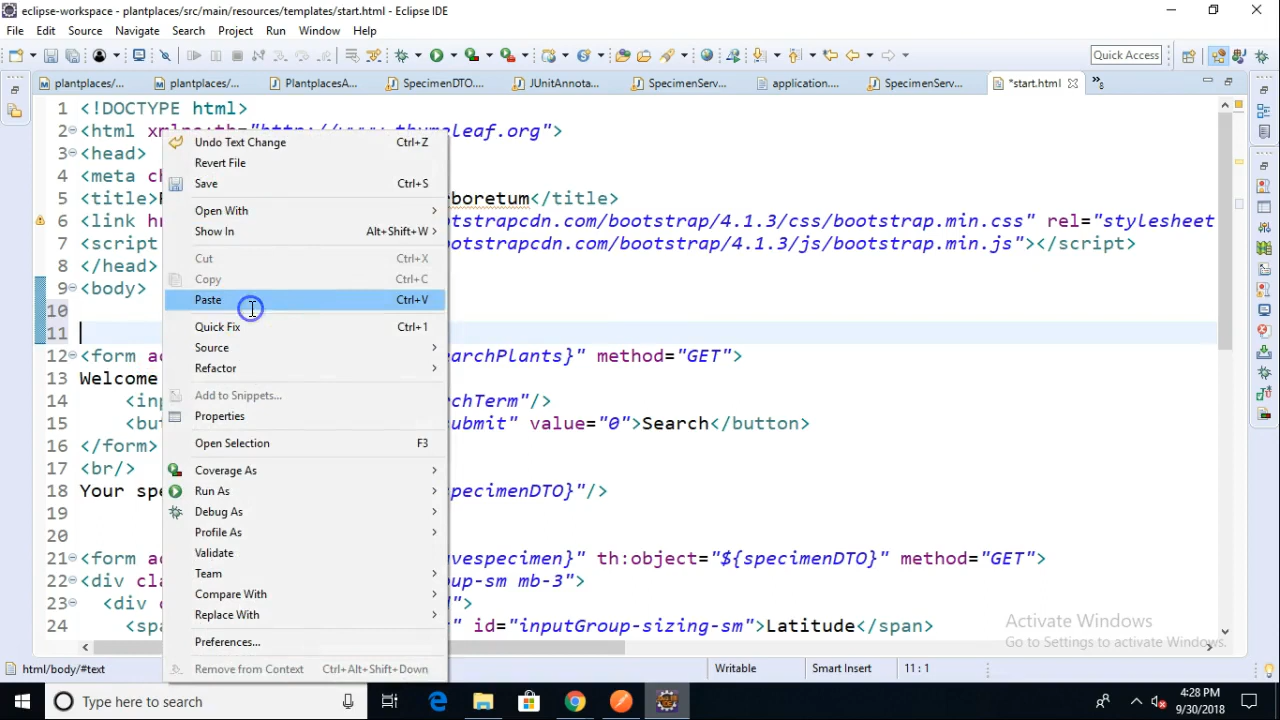 eclipse-workspace - plantplaces/src/main/resources/templates/start.html - Eclipse IDE
File Edit Source Navigate Search Project Run Window Help
Quick Access
plantplaces/... plantplaces/... PlantplacesA... SpecimenDTO.... JUnitAnnota... SpecimenServ... application.... SpecimenServ... *start.html »8
1 <!DOCTYPE html>
2 <html
3 <head>
4 <meta
5 <title> boretum</title>
6 <link otstrapcdn.com/bootstrap/4.1.3/css/bootstrap.min.css" rel="stylesheet
7 <script otstrapcdn.com/bootstrap/4.1.3/js/bootstrap.min.js"></script>
8 </head>
9 <body>
10
11
12 <form earchPlants}" method="GET">
13 Welcome
14 chTerm"/>
15 ubmit" value="0">Search</button>
16 </form>
17 <br/>
18 Your specimenDTO}"/>
19
20
21 <form avespecimen}" th:object="${specimenDTO}" method="GET">
22 <div oup-sm mb-3">
23 <div d">
24 id="inputGroup-sizing-sm">Latitude</span>
Undo Text Change Ctrl+Z
Revert File
Save Ctrl+S
Open With
Show In Alt+Shift+W
Cut Ctrl+X
Copy Ctrl+C
Paste Ctrl+V
Quick Fix Ctrl+1
Source
Refactor
Add to Snippets...
Properties
Open Selection F3
Coverage As
Run As
Debug As
Profile As
Validate
Team
Compare With
Replace With
Preferences...
Remove from Context Ctrl+Alt+Shift+Down
Activate Windows
Go to Settings to activate Windows.
html/body/#text Writable Smart Insert 11 : 1
Type here to search
4:28 PM
9/30/2018